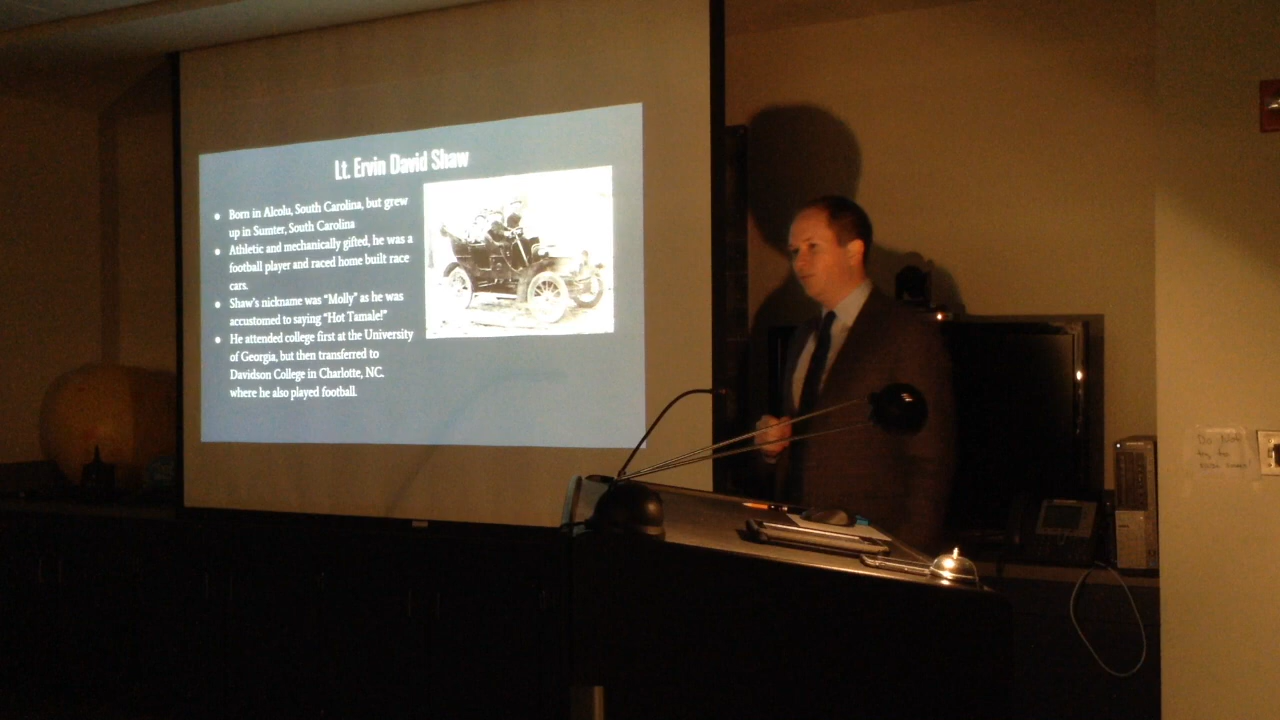 Lt. Ervin David Shaw
Born in Alcolu, South Carolina, but grew
up in Sumter, South Carolina
Athletic and mechanically gifted, he was a
football player and raced home built race
cars.
Shaw's nickname was "Molly" as he was
accustomed to saying "Hot Tamale!"
He attended college first at the University
of Georgia, but then transferred to
Davidson College in Charlotte, NC.
where he also played football.
Do Not